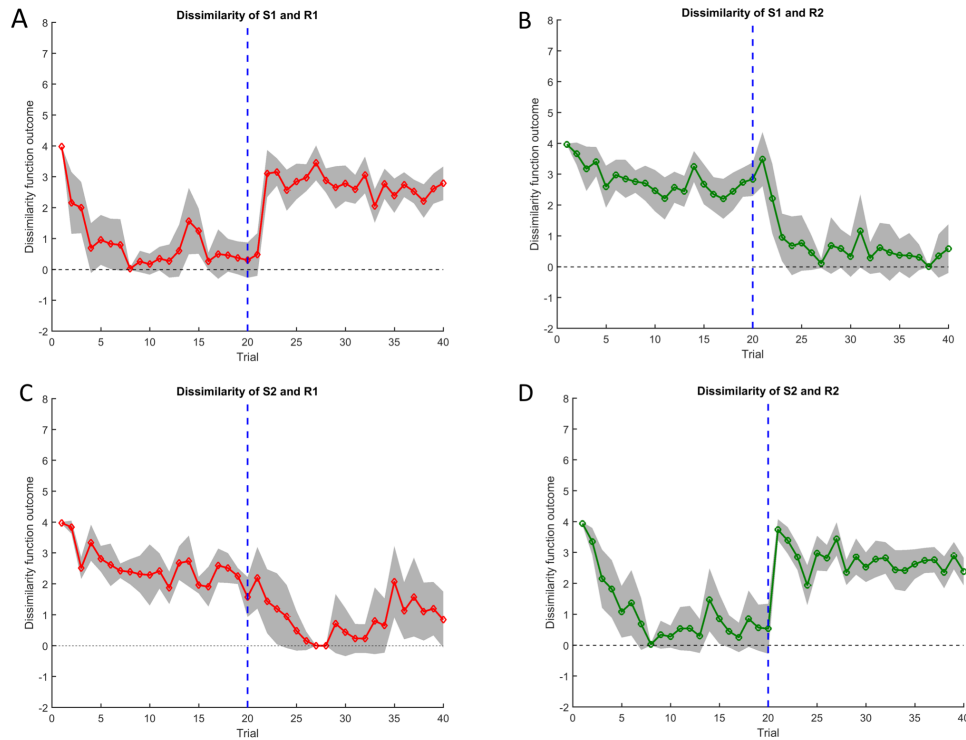 A
Dissimilarity of S1 and R1
Dissimilarity function outcome
8
7
6
5
4
3
2
1
0
-1
-2
0 5 10 15 20 25 30 35 40
Trial
B
Dissimilarity of S1 and R2
Dissimilarity function outcome
8
7
6
5
4
3
2
1
0
-1
-2
0 5 10 15 20 25 30 35 40
Trial
C
Dissimilarity of S2 and R1
Dissimilarity function outcome
8
7
6
5
4
3
2
1
0
-1
-2
0 5 10 15 20 25 30 35 40
Trial
D
Dissimilarity of S2 and R2
Dissimilarity function outcome
8
7
6
5
4
3
2
1
0
-1
-2
0 5 10 15 20 25 30 35 40
Trial